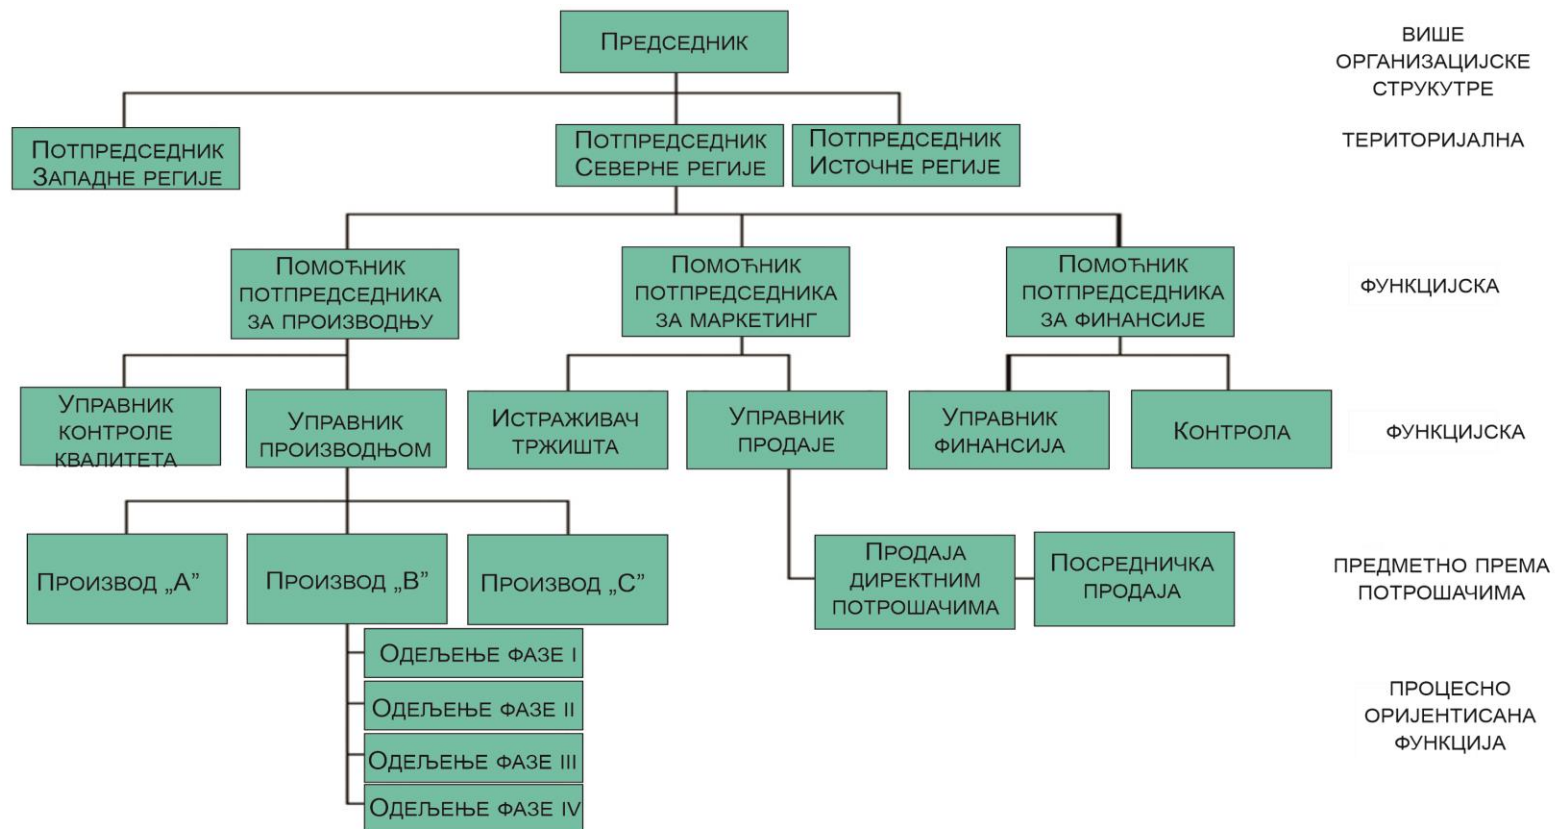 Председник
ВИШЕ
ОРГАНИЗАЦИЈСКЕ
СТРУКУТРЕ
Потпредседник
Западне регије
Потпредседник
Северне регије
Потпредседник
Источне регије
ТЕРИТОРИЈАЛНА
Помоћник
потпредседника
за производњу
Помоћник
потпредседника
за маркетинг
Помоћник
потпредседника
за финансије
ФУНКЦИЈСКА
Управник
контроле
квалитета
Управник
производњом
Истраживач
тржишта
Управник
продаје
Управник
финансија
Контрола
ФУНКЦИЈСКА
Производ „А”
Производ „В”
Производ „С”
Продаја
директним
потрошачима
Посредничка
продаја
ПРЕДМЕТНО ПРЕМА
ПОТРОШАЧИМА
Одељење фазе I
Одељење фазе II
Одељење фазе III
Одељење фазе IV
ПРОЦЕСНО
ОРИЈЕНТИСАНА
ФУНКЦИЈА